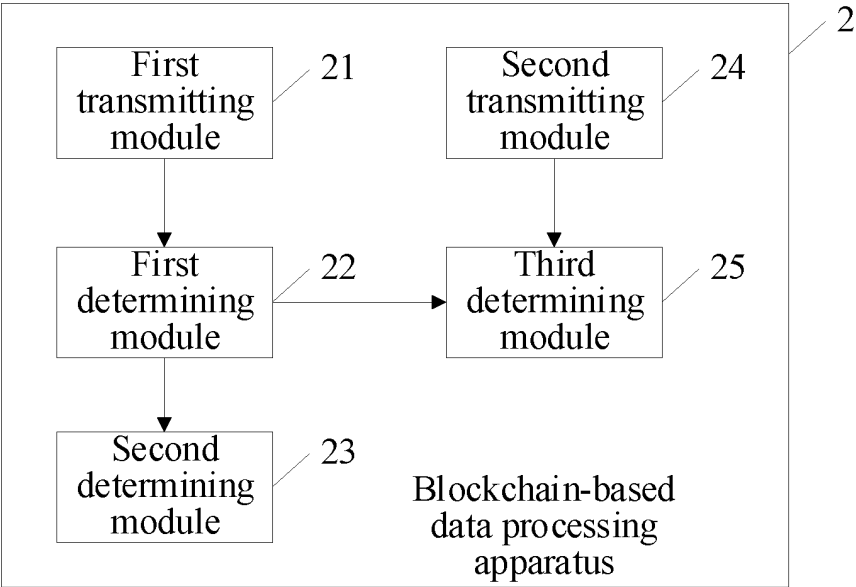 2
First
transmitting
module
21
Second
transmitting
module
24
First
determining
module
22
Third
determining
module
25
Second
determining
module
23
Blockchain-based
data processing
apparatus